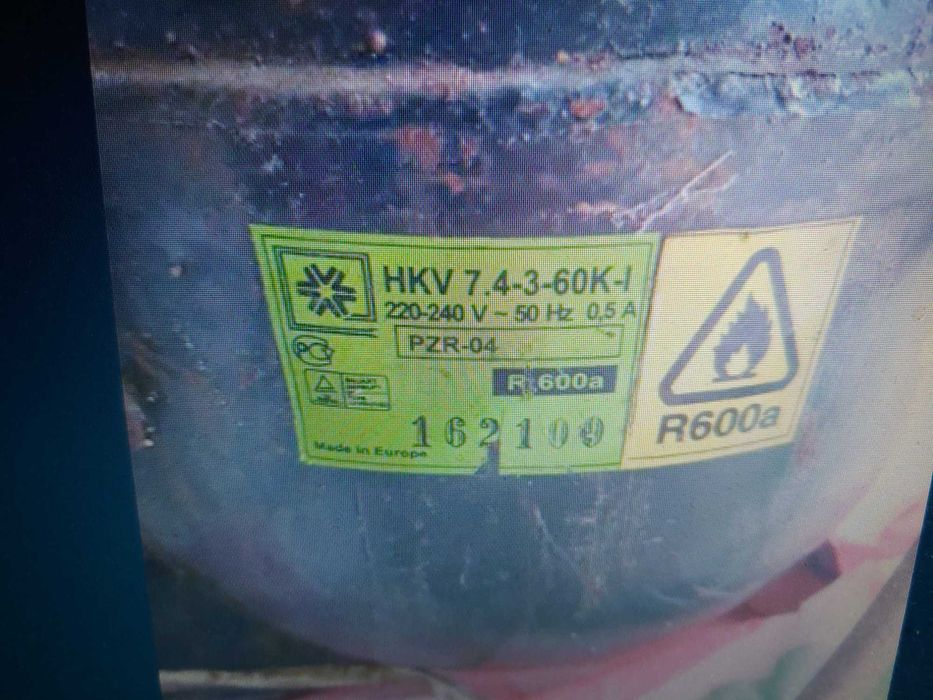 HKV 7.4-3-60K-I
220-240 V ~ 50 Hz 0.5 A
PZR-04
R 600a
162109
Made in Europe
R600a